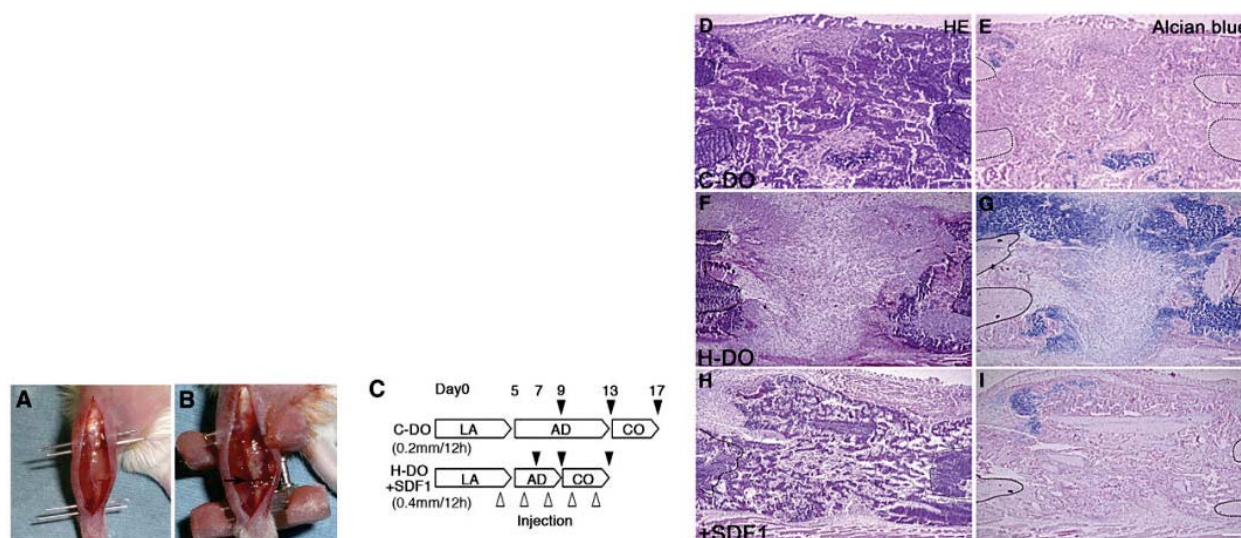 A
B
C
Day0 5 7 9 13 17
C-DO LA AD CO
(0.2mm/12h)
H-DO
+SDF1 LA AD CO
(0.4mm/12h)
Injection
D HE
C-DO
E Alcian blue
F
H-DO
G
H
+SDF1
I